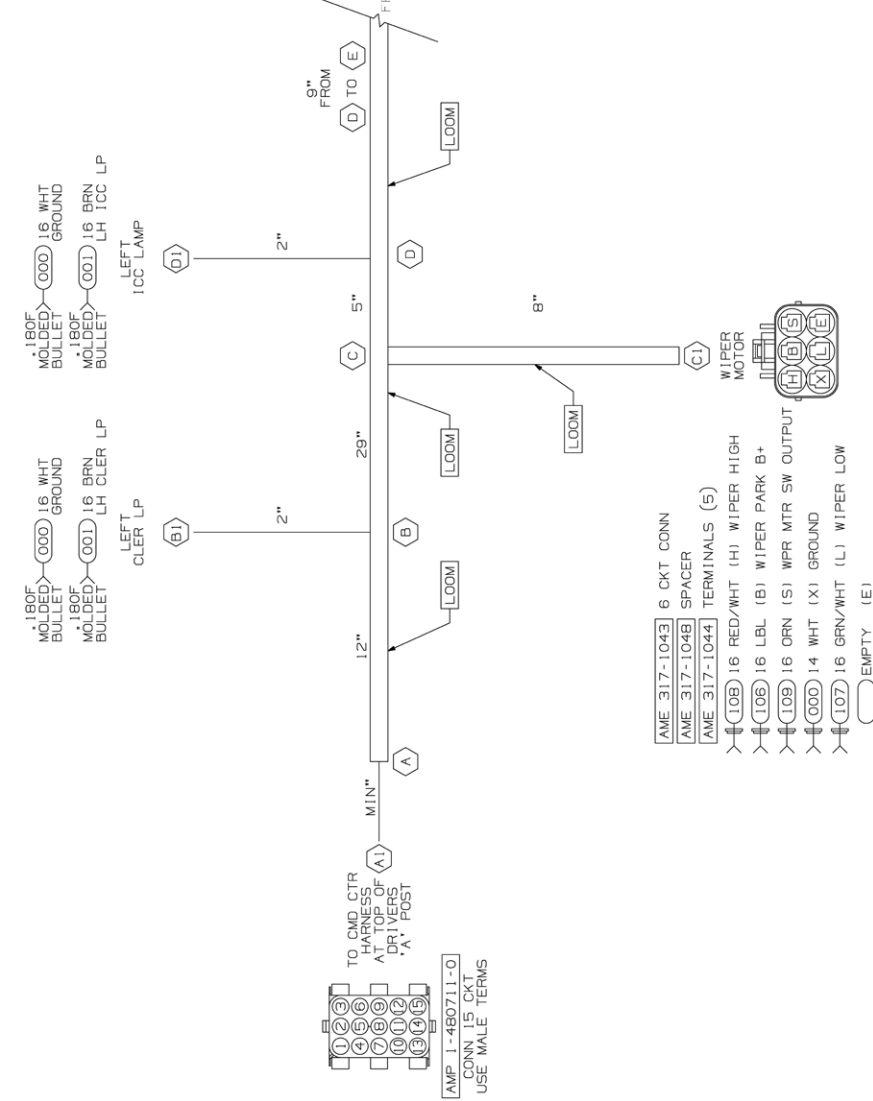 .180F
MOLDED
BULLET
000 16 WHT
GROUND
.180F
MOLDED
BULLET
001 16 BRN
LH CLER LP
LEFT
CLER LP
B1
2"
.180F
MOLDED
BULLET
000 16 WHT
GROUND
.180F
MOLDED
BULLET
001 16 BRN
LH ICC LP
LEFT
ICC LAMP
D1
2"
9"
FROM
D TO E
TO CMD CTR
HARNESS
AT TOP OF
DRIVERS
'A' POST
A1
MIN"
A
12"
B
29"
C
5"
D
LOOM
LOOM
LOOM
LOOM
8"
C1
1 2 3
4 5 6
7 8 9
10 11 12
13 14 15
AMP 1-480711-0
CONN 15 CKT
USE MALE TERMS
WIPER
MOTOR
H B S
X L E
AME 317-1043 6 CKT CONN
AME 317-1048 SPACER
AME 317-1044 TERMINALS (5)
108 16 RED/WHT (H) WIPER HIGH
106 16 LBL (B) WIPER PARK B+
109 16 ORN (S) WPR MTR SW OUTPUT
000 14 WHT (X) GROUND
107 16 GRN/WHT (L) WIPER LOW
EMPTY (E)